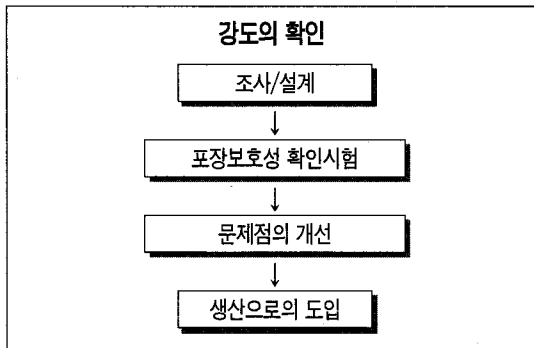 강도의 확인
조사/설계
포장보호성 확인시험
문제점의 개선
생산으로의 도입